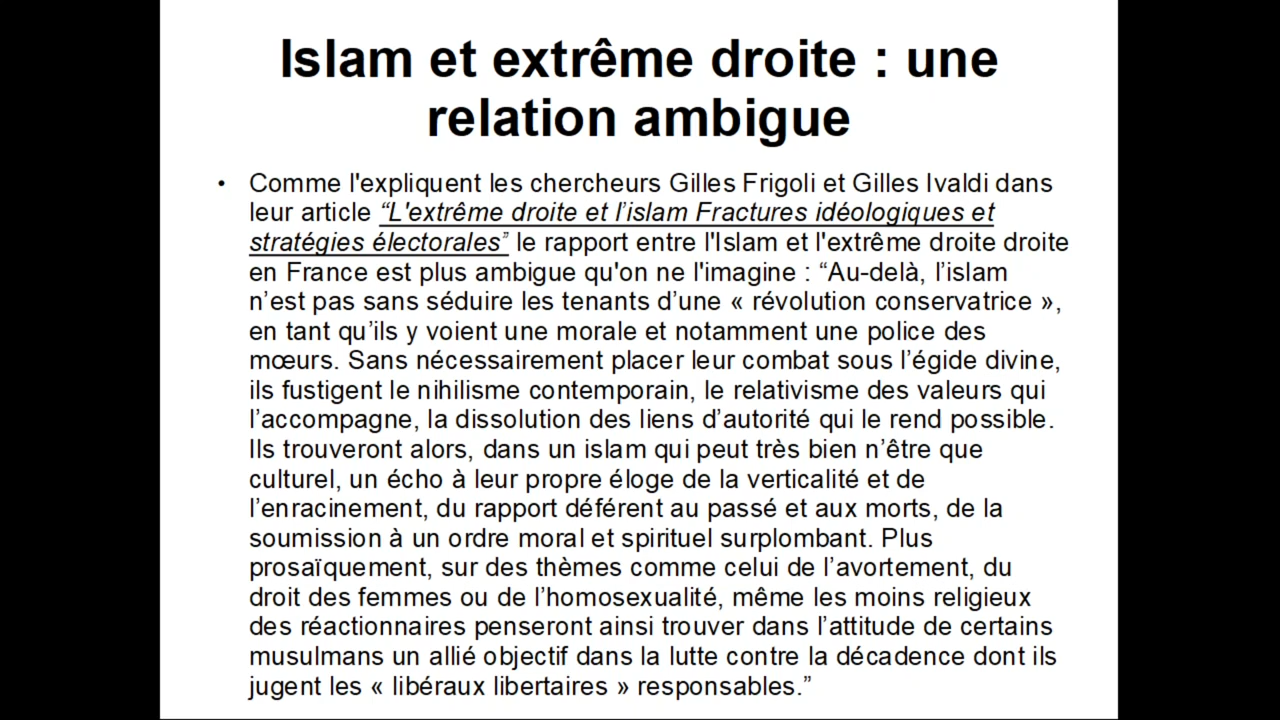 Islam et extrême droite : une
relation ambigue
• Comme l'expliquent les chercheurs Gilles Frigoli et Gilles Ivaldi dans
leur article “L'extrême droite et l’islam Fractures idéologiques et
stratégies électorales” le rapport entre l'Islam et l'extrême droite droite
en France est plus ambigue qu'on ne l'imagine : “Au-delà, l’islam
n’est pas sans séduire les tenants d’une « révolution conservatrice »,
en tant qu’ils y voient une morale et notamment une police des
mœurs. Sans nécessairement placer leur combat sous l’égide divine,
ils fustigent le nihilisme contemporain, le relativisme des valeurs qui
l’accompagne, la dissolution des liens d’autorité qui le rend possible.
Ils trouveront alors, dans un islam qui peut très bien n’être que
culturel, un écho à leur propre éloge de la verticalité et de
l’enracinement, du rapport déférent au passé et aux morts, de la
soumission à un ordre moral et spirituel surplombant. Plus
prosaïquement, sur des thèmes comme celui de l’avortement, du
droit des femmes ou de l’homosexualité, même les moins religieux
des réactionnaires penseront ainsi trouver dans l’attitude de certains
musulmans un allié objectif dans la lutte contre la décadence dont ils
jugent les « libéraux libertaires » responsables.”